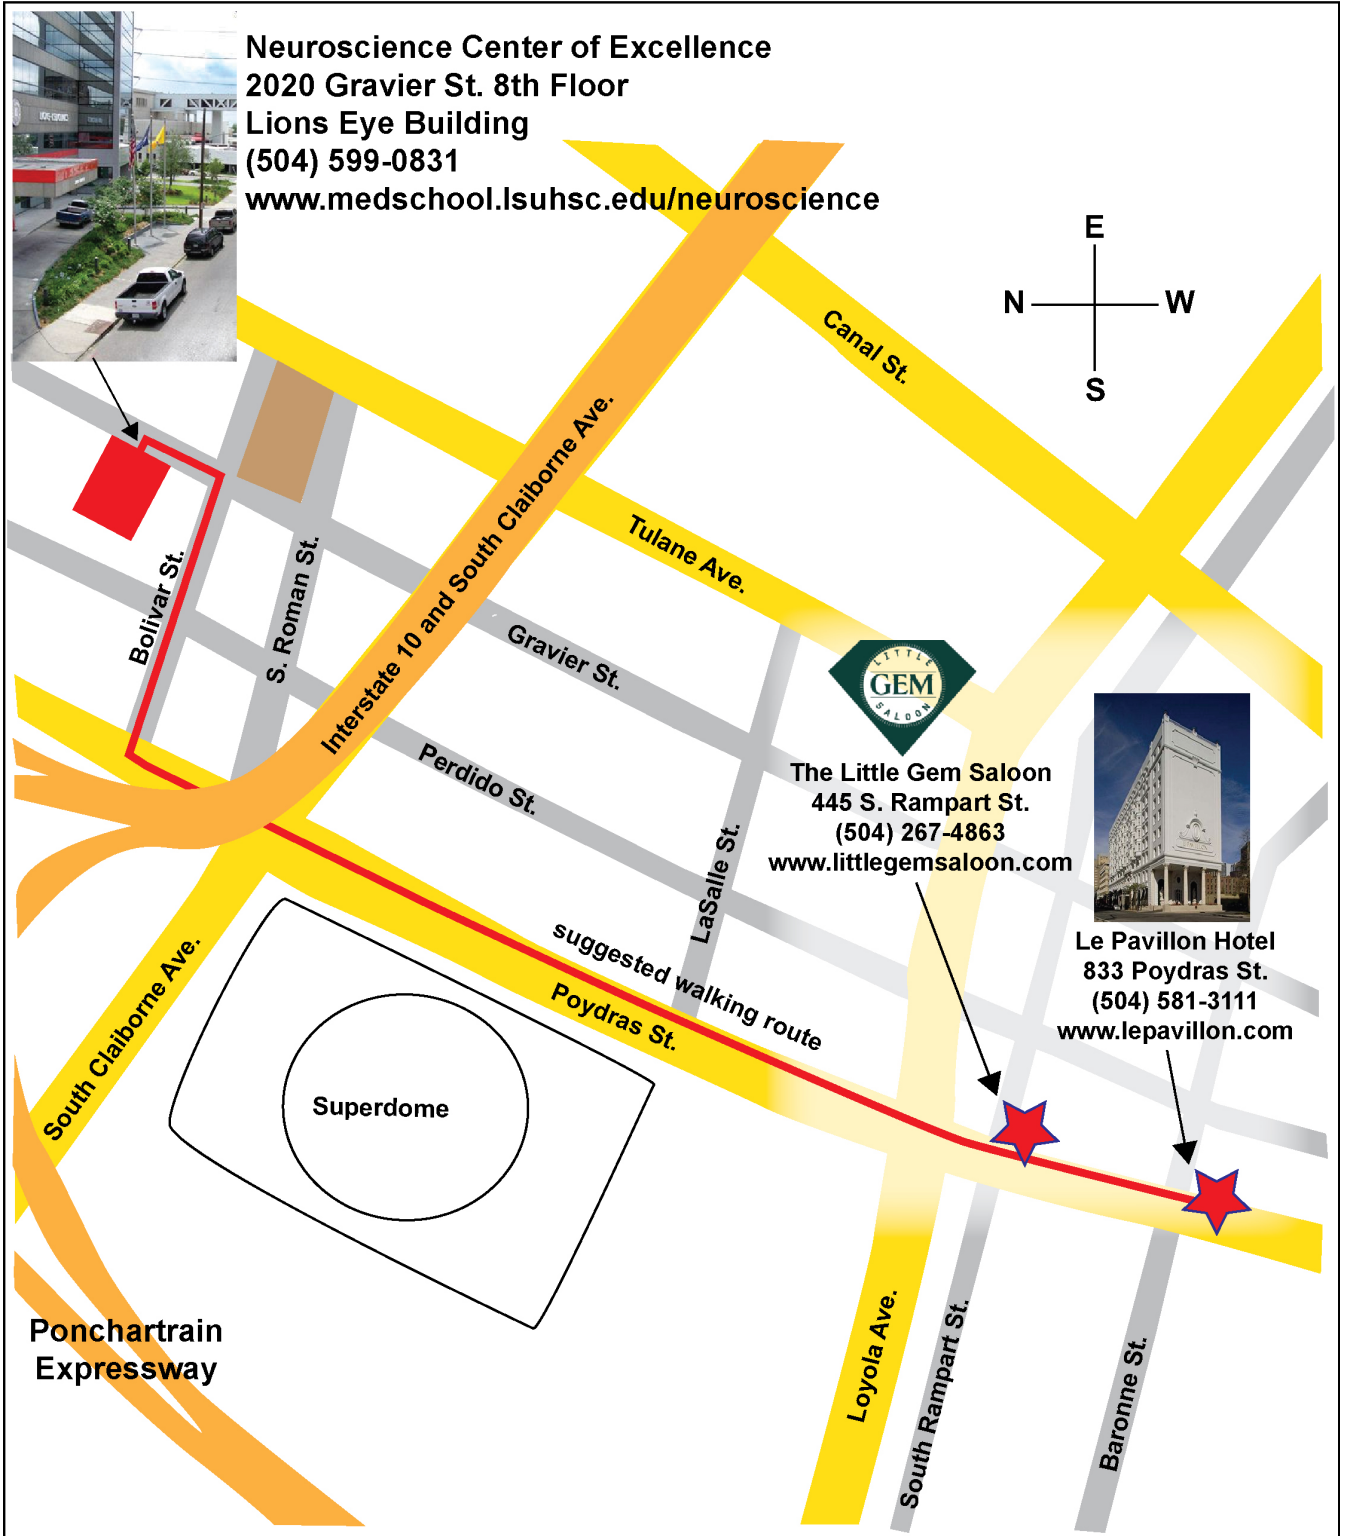 Neuroscience Center of Excellence
2020 Gravier St. 8th Floor
Lions Eye Building
(504) 599-0831
www.medschool.lsuhsc.edu/neuroscience
E
N
W
S
Canal St.
Interstate 10 and South Claiborne Ave.
Tulane Ave.
Bolivar St.
S. Roman St.
Gravier St.
Perdido St.
LaSalle St.
LITTLE
GEM
SALOON
The Little Gem Saloon
445 S. Rampart St.
(504) 267-4863
www.littlegemsaloon.com
Le Pavillon Hotel
833 Poydras St.
(504) 581-3111
www.lepavillon.com
suggested walking route
Poydras St.
South Claiborne Ave.
Superdome
Ponchartrain
Expressway
Loyola Ave.
South Rampart St.
Baronne St.